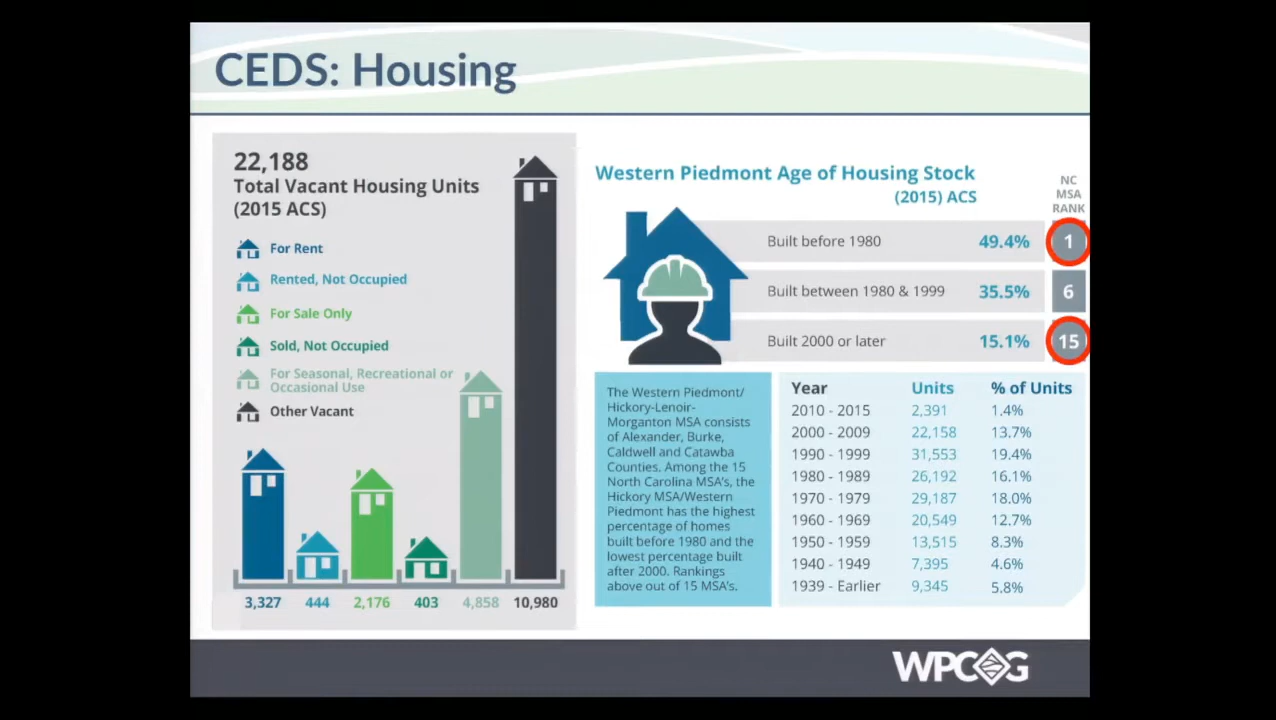 CEDS: Housing
22,188
Total Vacant Housing Units
(2015 ACS)
For Rent
Rented, Not Occupied
For Sale Only
Sold, Not Occupied
For Seasonal, Recreational or
Occasional Use
Other Vacant
3,327 444 2,176 403 4,858 10,980
Western Piedmont Age of Housing Stock
(2015) ACS
NC
MSA
RANK
Built before 1980 49.4% 1
Built between 1980 & 1999 35.5% 6
Built 2000 or later 15.1% 15
The Western Piedmont/
Hickory-Lenoir-
Morganton MSA consists
of Alexander, Burke,
Caldwell and Catawba
Counties. Among the 15
North Carolina MSA's, the
Hickory MSA/Western
Piedmont has the highest
percentage of homes
built before 1980 and the
lowest percentage built
after 2000. Rankings
above out of 15 MSA's.
Year Units % of Units
2010 - 2015 2,391 1.4%
2000 - 2009 22,158 13.7%
1990 - 1999 31,553 19.4%
1980 - 1989 26,192 16.1%
1970 - 1979 29,187 18.0%
1960 - 1969 20,549 12.7%
1950 - 1959 13,515 8.3%
1940 - 1949 7,395 4.6%
1939 - Earlier 9,345 5.8%
WPCOG